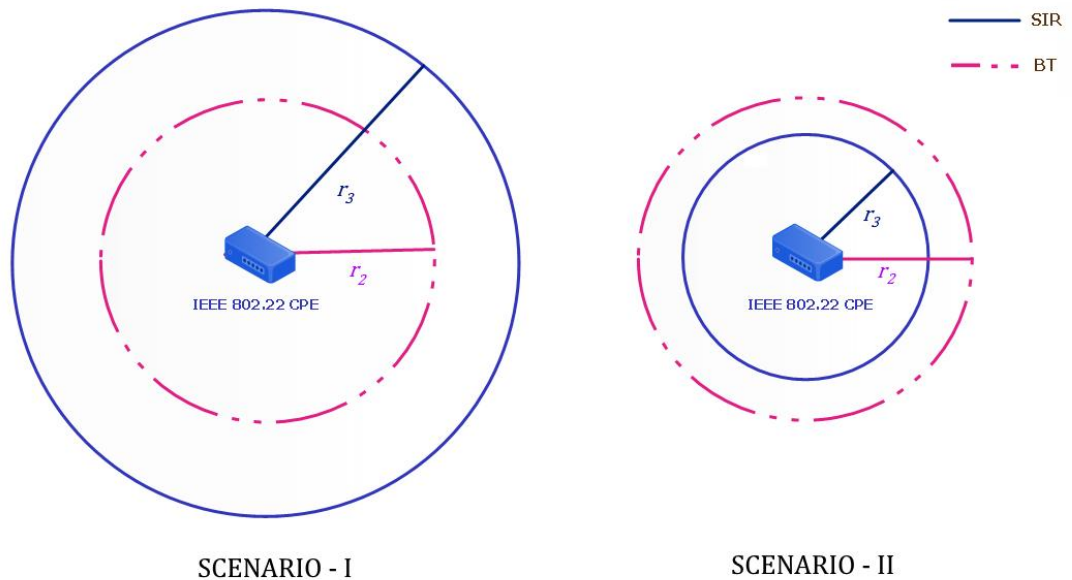 SIR
BT
r3
r2
IEEE 802.22 CPE
r3
r2
IEEE 802.22 CPE
SCENARIO - I
SCENARIO - II